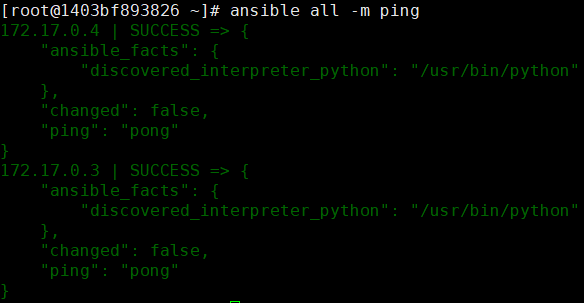 [root@1403bf893826 ~]# ansible all -m ping
172.17.0.4 | SUCCESS => {
    "ansible_facts": {
        "discovered_interpreter_python": "/usr/bin/python"
    },
    "changed": false,
    "ping": "pong"
}
172.17.0.3 | SUCCESS => {
    "ansible_facts": {
        "discovered_interpreter_python": "/usr/bin/python"
    },
    "changed": false,
    "ping": "pong"
}